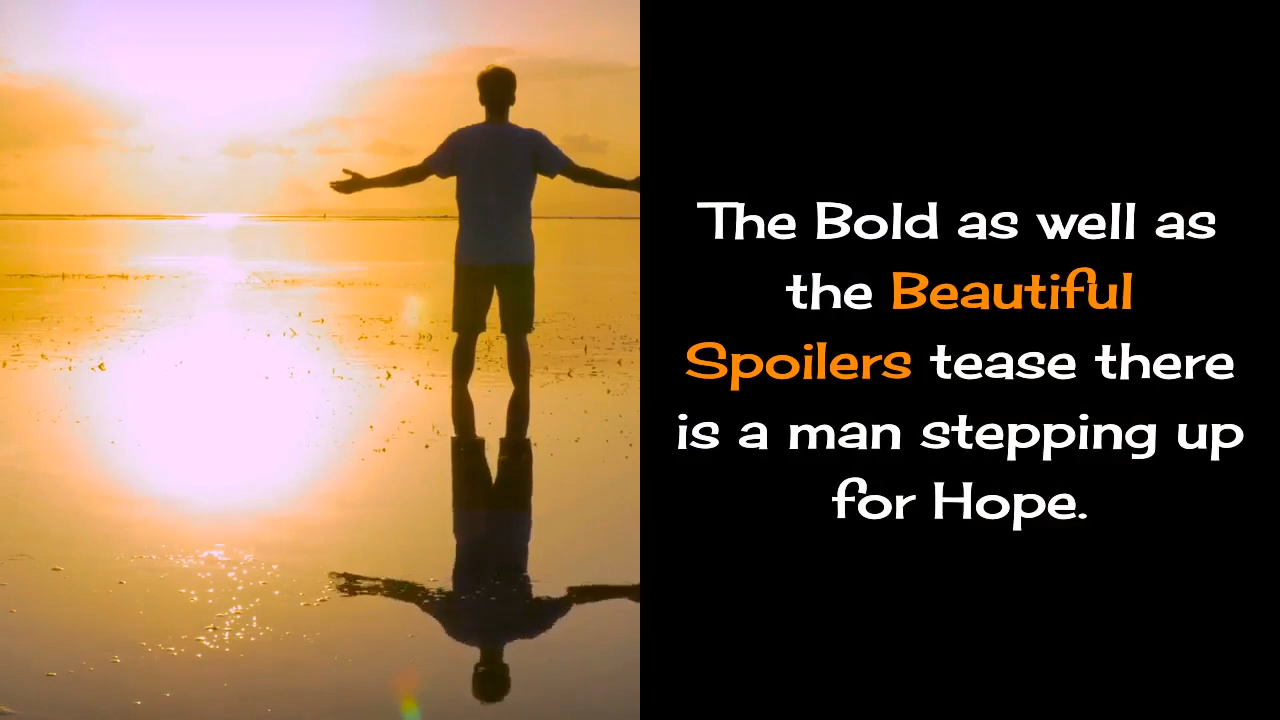 The Bold as well as
the Beautiful
Spoilers tease there
is a man stepping up
for Hope.